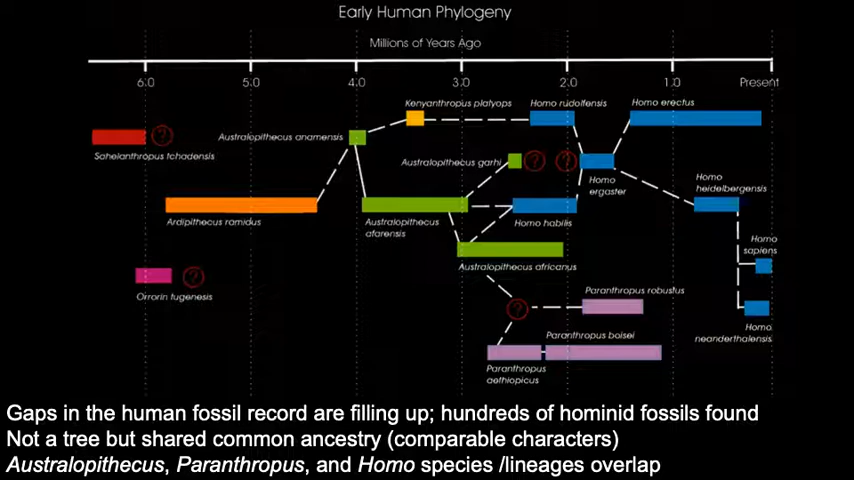 Early Human Phylogeny
Millions of Years Ago
6.0 5.0 4.0 3.0 2.0 1.0 Present
Kenyanthropus platyops
Homo rudolfensis
Homo erectus
Australopithecus anamensis
?
Sahelanthropus tchadensis
Australopithecus garhi
? ?
Homo
ergaster
Homo
heidelbergensis
Ardipithecus ramidus
Australopithecus
afarensis
Homo habilis
Homo
sapiens
Australopithecus africanus
?
Orrorin tugenesis
Paranthropus robustus
?
Homo
neanderthalensis
Paranthropus boisei
Paranthropus
aethiopicus
Gaps in the human fossil record are filling up; hundreds of hominid fossils found
Not a tree but shared common ancestry (comparable characters)
Australopithecus, Paranthropus, and Homo species /lineages overlap